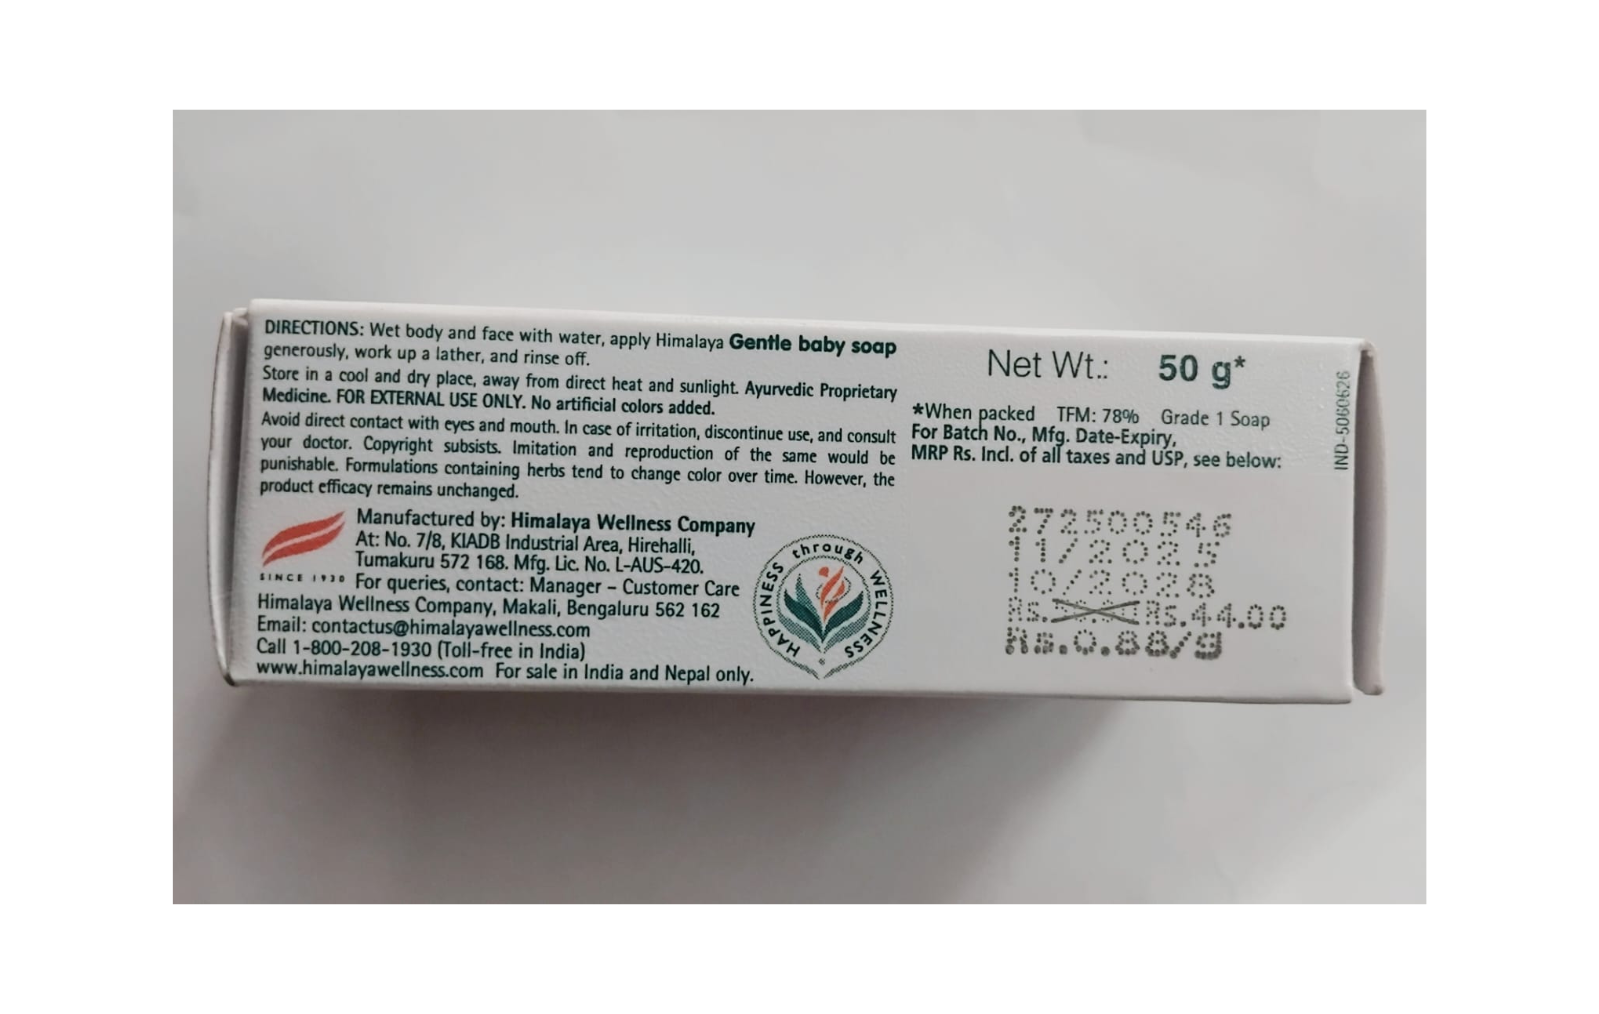 DIRECTIONS: Wet body and face with water, apply Himalaya Gentle baby soap
generously, work up a lather, and rinse off.
Store in a cool and dry place, away from direct heat and sunlight. Ayurvedic Proprietary
Medicine. FOR EXTERNAL USE ONLY. No artificial colors added.
Avoid direct contact with eyes and mouth. In case of irritation, discontinue use, and consult
your doctor. Copyright subsists. Imitation and reproduction of the same would be
punishable. Formulations containing herbs tend to change color over time. However, the
product efficacy remains unchanged.
SINCE 1930
Manufactured by: Himalaya Wellness Company
At: No. 7/8, KIADB Industrial Area, Hirehalli,
Tumakuru 572 168. Mfg. Lic. No. L-AUS-420.
For queries, contact: Manager – Customer Care
Himalaya Wellness Company, Makali, Bengaluru 562 162
Email: contactus@himalayawellness.com
Call 1-800-208-1930 (Toll-free in India)
www.himalayawellness.com For sale in India and Nepal only.
HAPPINESS through WELLNESS
Net Wt.: 50 g*
*When packed TFM: 78% Grade 1 Soap
For Batch No., Mfg. Date-Expiry,
MRP Rs. Incl. of all taxes and USP, see below:
272500546
11/2025
10/2028
Rs. Rs.44.00
Rs.0.88/g
IND-5060626